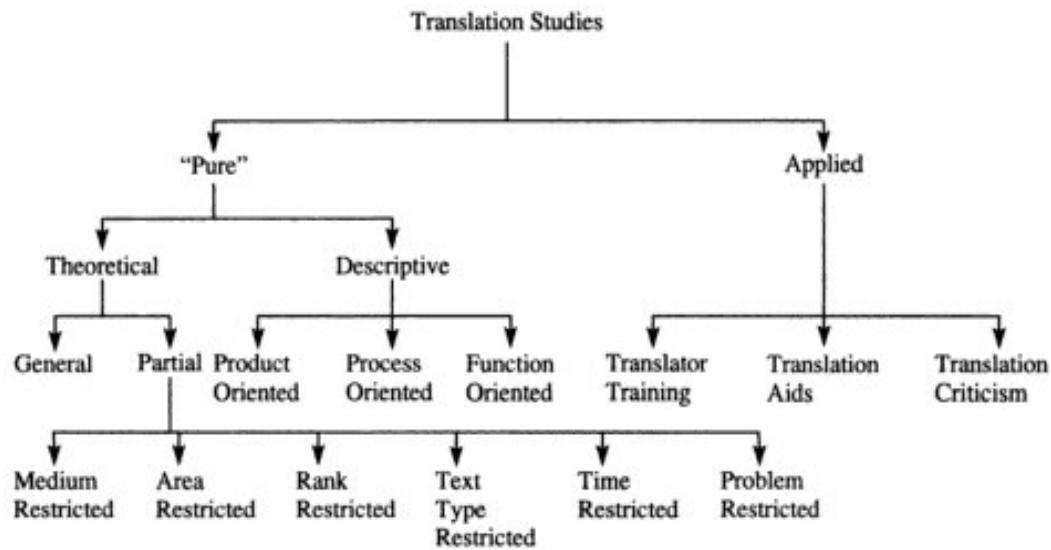 Translation Studies
“Pure”
Applied
Theoretical
Descriptive
General
Partial
Product
Oriented
Process
Oriented
Function
Oriented
Translator
Training
Translation
Aids
Translation
Criticism
Medium
Restricted
Area
Restricted
Rank
Restricted
Text
Type
Restricted
Time
Restricted
Problem
Restricted